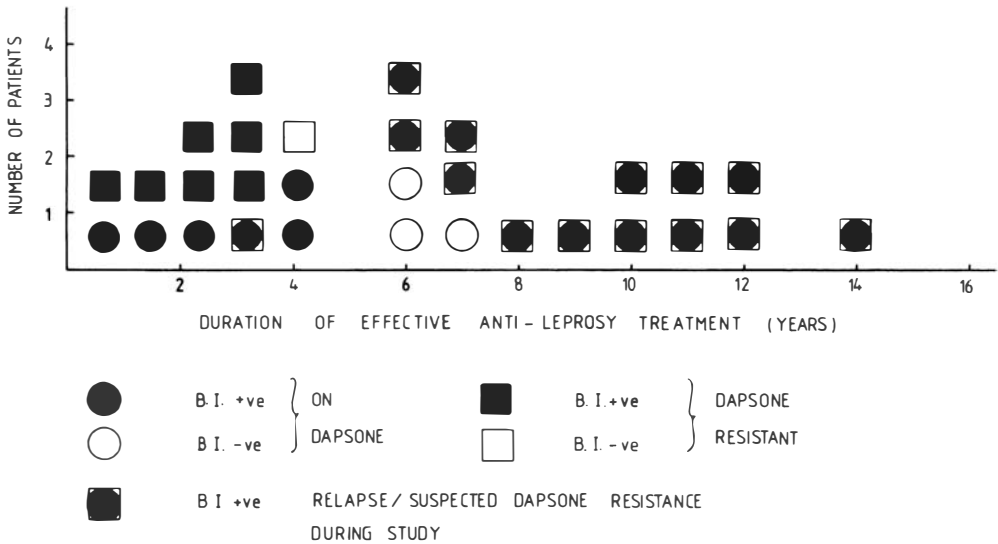 NUMBER OF PATIENTS
4
3
2
1
2 4 6 8 10 12 14 16
DURATION OF EFFECTIVE ANTI-LEPROSY TREATMENT (YEARS)
B. I. +ve
B I. -ve
ON
DAPSONE
B. I.+ve
B. I. -ve
DAPSONE
RESISTANT
B I +ve RELAPSE/SUSPECTED DAPSONE RESISTANCE
DURING STUDY